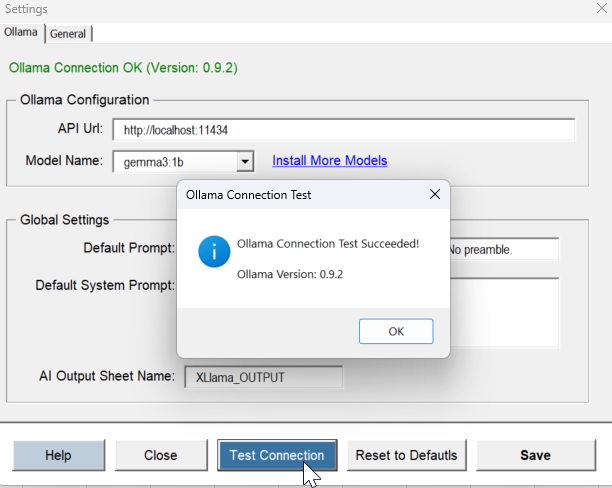 Settings
Ollama General
Ollama Connection OK (Version: 0.9.2)
Ollama Configuration
API Url: http://localhost:11434
Model Name: gemma3:1b Install More Models
Ollama Connection Test
Ollama Connection Test Succeeded!
Ollama Version: 0.9.2
OK
Global Settings
Default Prompt: No preamble.
Default System Prompt:
AI Output Sheet Name: XLlama_OUTPUT
Help Close Test Connection Reset to Defautls Save